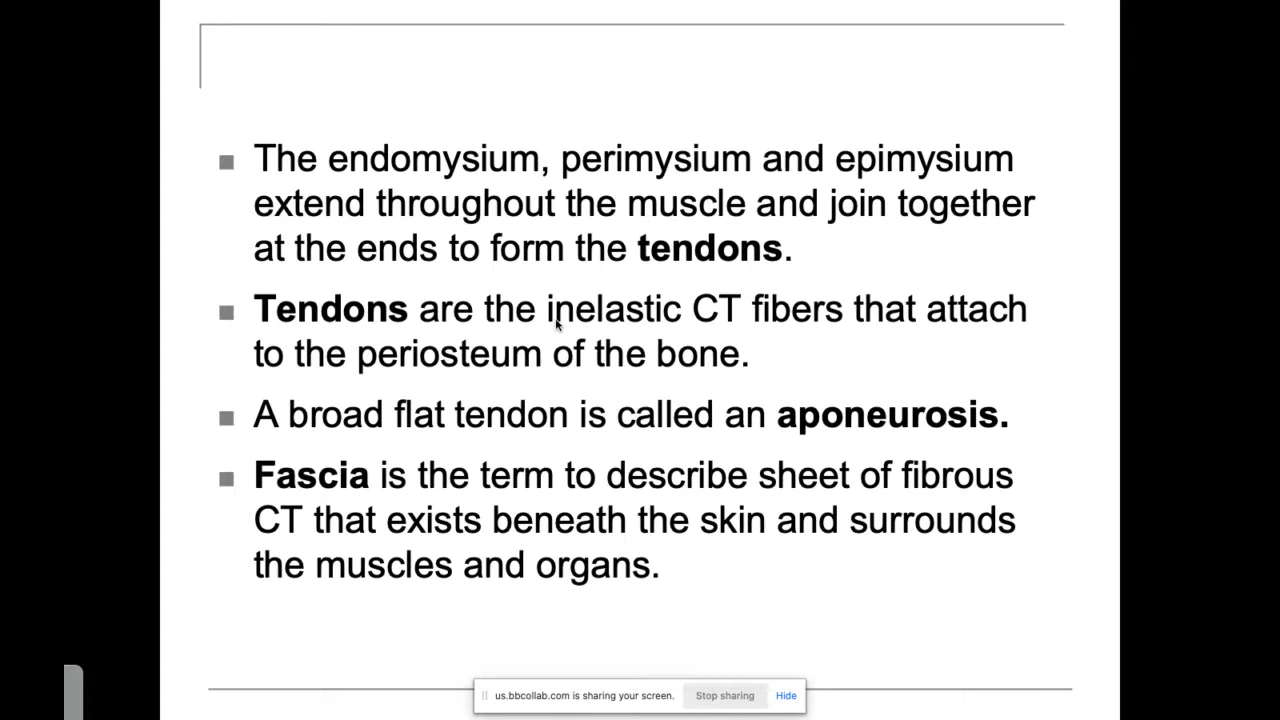 The endomysium, perimysium and epimysium
extend throughout the muscle and join together
at the ends to form the tendons.
Tendons are the inelastic CT fibers that attach
to the periosteum of the bone.
A broad flat tendon is called an aponeurosis.
Fascia is the term to describe sheet of fibrous
CT that exists beneath the skin and surrounds
the muscles and organs.
us.bbcollab.com is sharing your screen. Stop sharing Hide